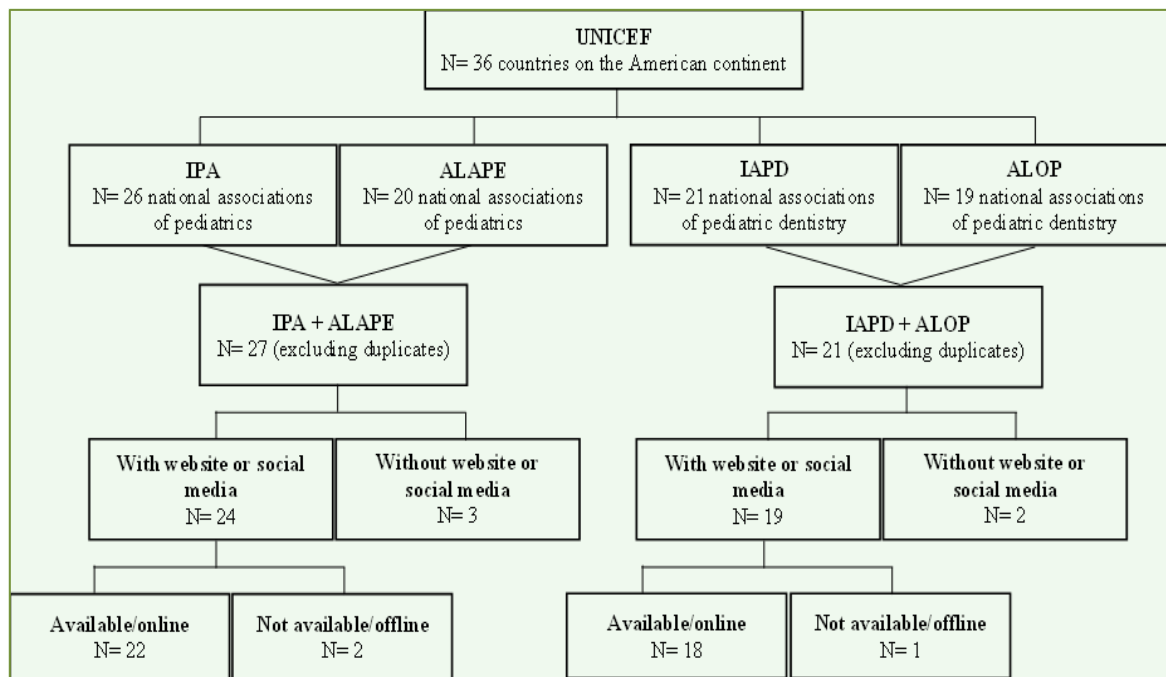 UNICEF
N= 36 countries on the American continent
IPA
N= 26 national associations
of pediatrics
ALAPE
N= 20 national associations
of pediatrics
IAPD
N= 21 national associations
of pediatric dentistry
ALOP
N= 19 national associations
of pediatric dentistry
IPA + ALAPE
N= 27 (excluding duplicates)
IAPD + ALOP
N= 21 (excluding duplicates)
With website or social
media
N= 24
Without website or
social media
N= 3
With website or social
media
N= 19
Without website or
social media
N= 2
Available/online
N= 22
Not available/offline
N= 2
Available/online
N= 18
Not available/offline
N= 1